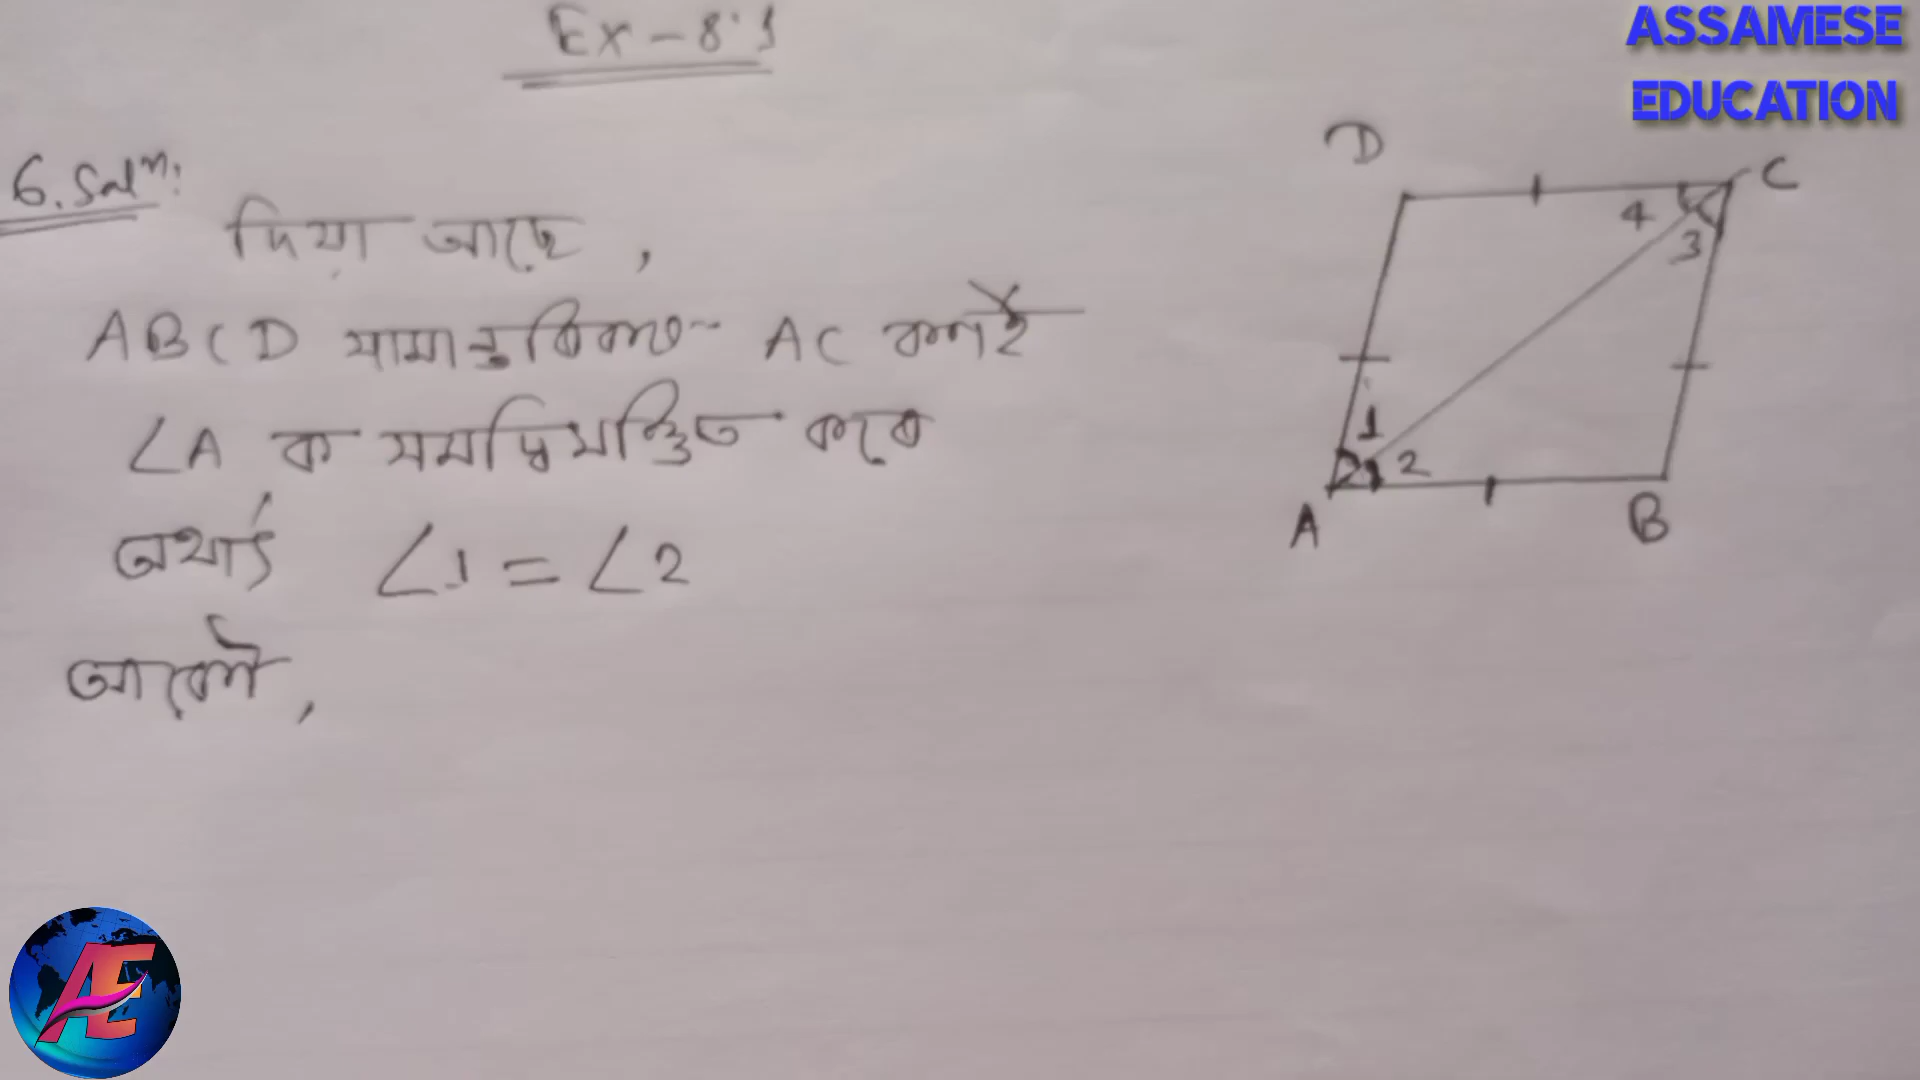 Ex - 8.1
ASSAMESE
EDUCATION
6. Solⁿ:
দিয়া আছে,
ABCD সামান্তৰিকত AC কৰ্ণই
∠A ক সমদ্বিখণ্ডিত কৰে
অৰ্থাৎ ∠1 = ∠2
আকৌ,
D
C
4
3
1
2
A
B
AE